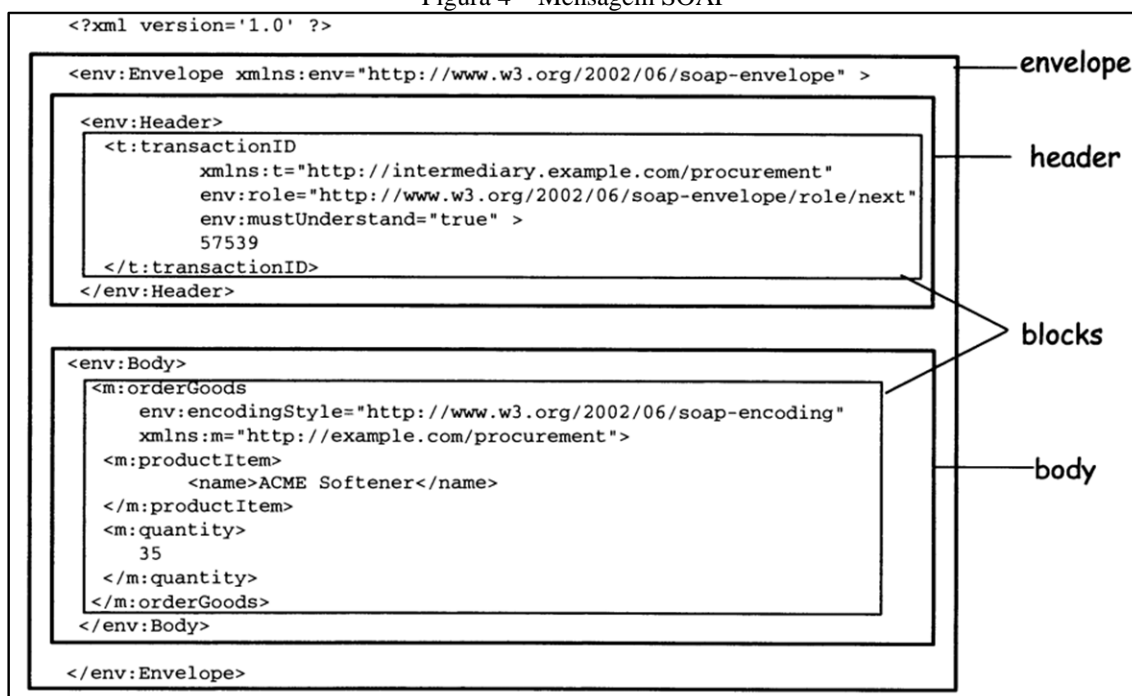 Figura 4 – Mensagem SOAP
<?xml version='1.0' ?>
<env:Envelope xmlns:env="http://www.w3.org/2002/06/soap-envelope" >
envelope
<env:Header>
<t:transactionID
header
xmlns:t="http://intermediary.example.com/procurement"
env:role="http://www.w3.org/2002/06/soap-envelope/role/next"
env:mustUnderstand="true" >
57539
</t:transactionID>
</env:Header>
blocks
<env:Body>
<m:orderGoods
env:encodingStyle="http://www.w3.org/2002/06/soap-encoding"
xmlns:m="http://example.com/procurement">
<m:productItem>
body
<name>ACME Softener</name>
</m:productItem>
<m:quantity>
35
</m:quantity>
</m:orderGoods>
</env:Body>
</env:Envelope>